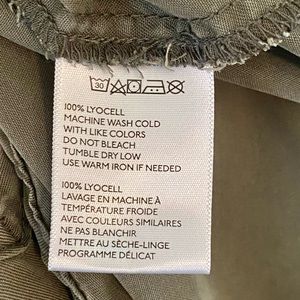 30
100% LYOCELL
MACHINE WASH COLD
WITH LIKE COLORS
DO NOT BLEACH
TUMBLE DRY LOW
USE WARM IRON IF NEEDED
100% LYOCELL
LAVAGE EN MACHINE À
TEMPÉRATURE FROIDE
AVEC COULEURS SIMILAIRES
NE PAS BLANCHIR
METTRE AU SÈCHE-LINGE
PROGRAMME DÉLICAT